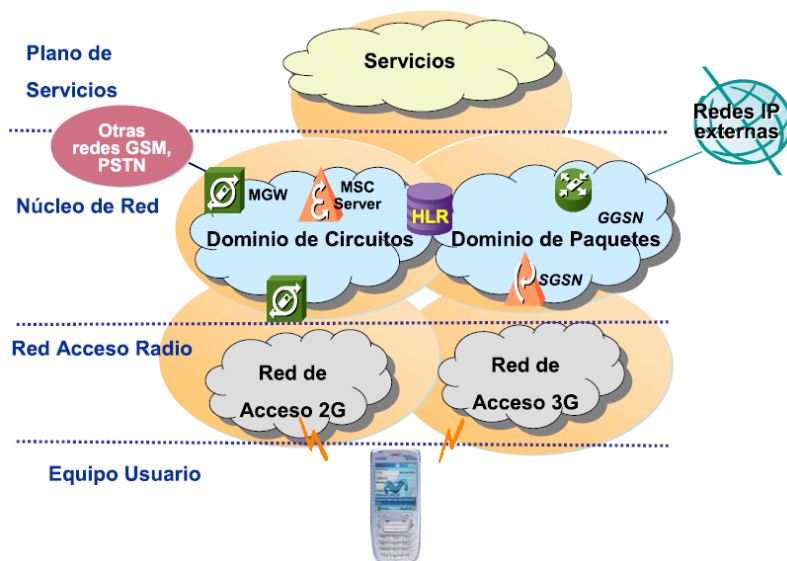 Plano de
Servicios
Servicios
Otras
redes GSM,
PSTN
Redes IP
externas
Núcleo de Red
MGW
MSC
Server
HLR
GGSN
Dominio de Circuitos
Dominio de Paquetes
SGSN
Red Acceso Radio
Red de
Acceso 2G
Red de
Acceso 3G
Equipo Usuario